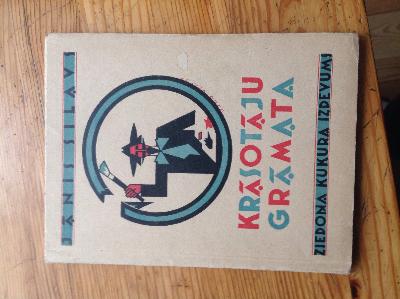 JĀNIS SILAVS
KRĀSOTĀJU
GRĀMATA
ZIEDOŅA KUKURA IZDEVUMS